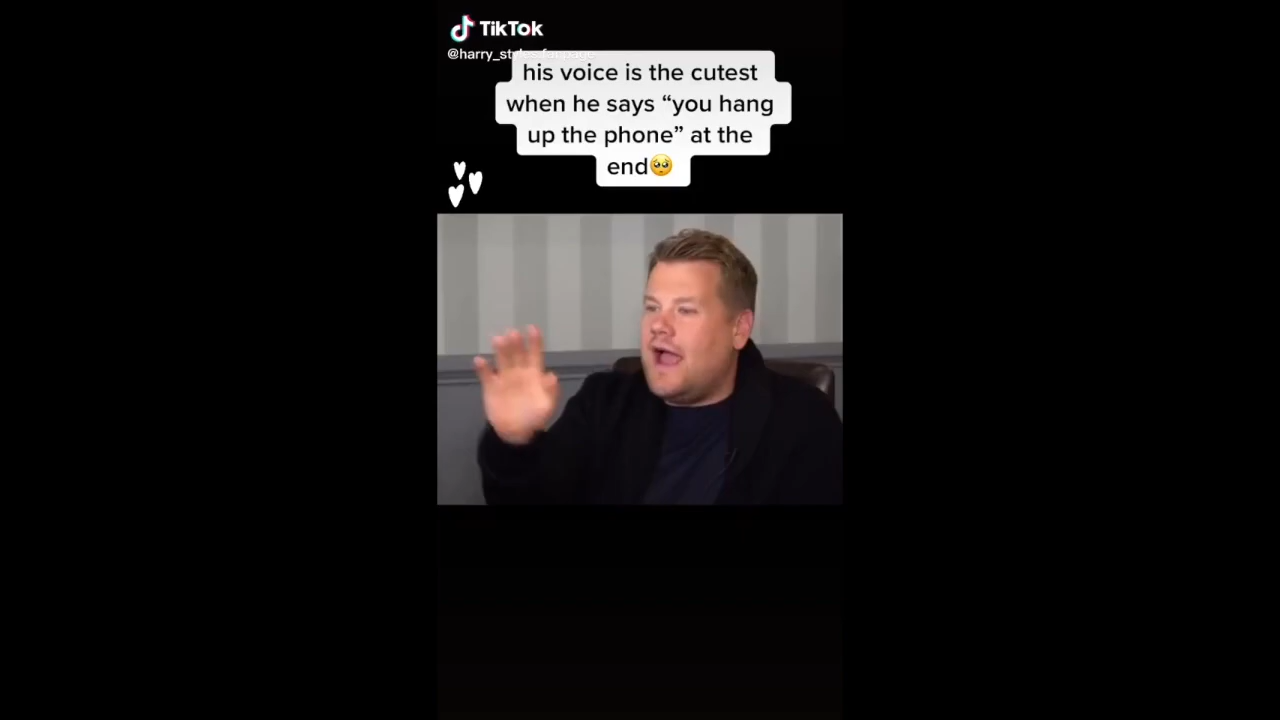 TikTok
his voice is the cutest
when he says “you hang
up the phone” at the
end🥺